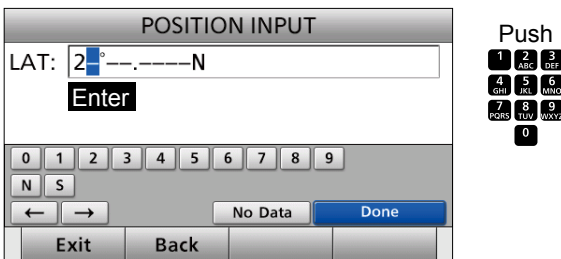 POSITION INPUT
LAT: 2–°––.––––N
Enter
0 1 2 3 4 5 6 7 8 9
N S
← →
No Data
Done
Exit
Back
Push
1 2 ABC 3 DEF
4 GHI 5 JKL 6 MNO
7 PQRS 8 TUV 9 WXYZ
0